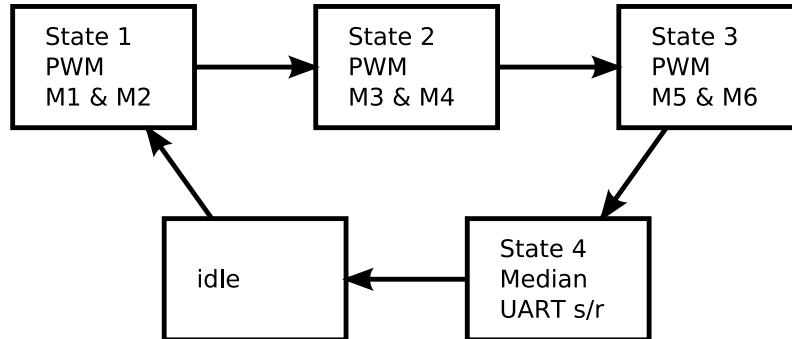 State 1
PWM
M1 & M2
State 2
PWM
M3 & M4
State 3
PWM
M5 & M6
idle
State 4
Median
UART s/r